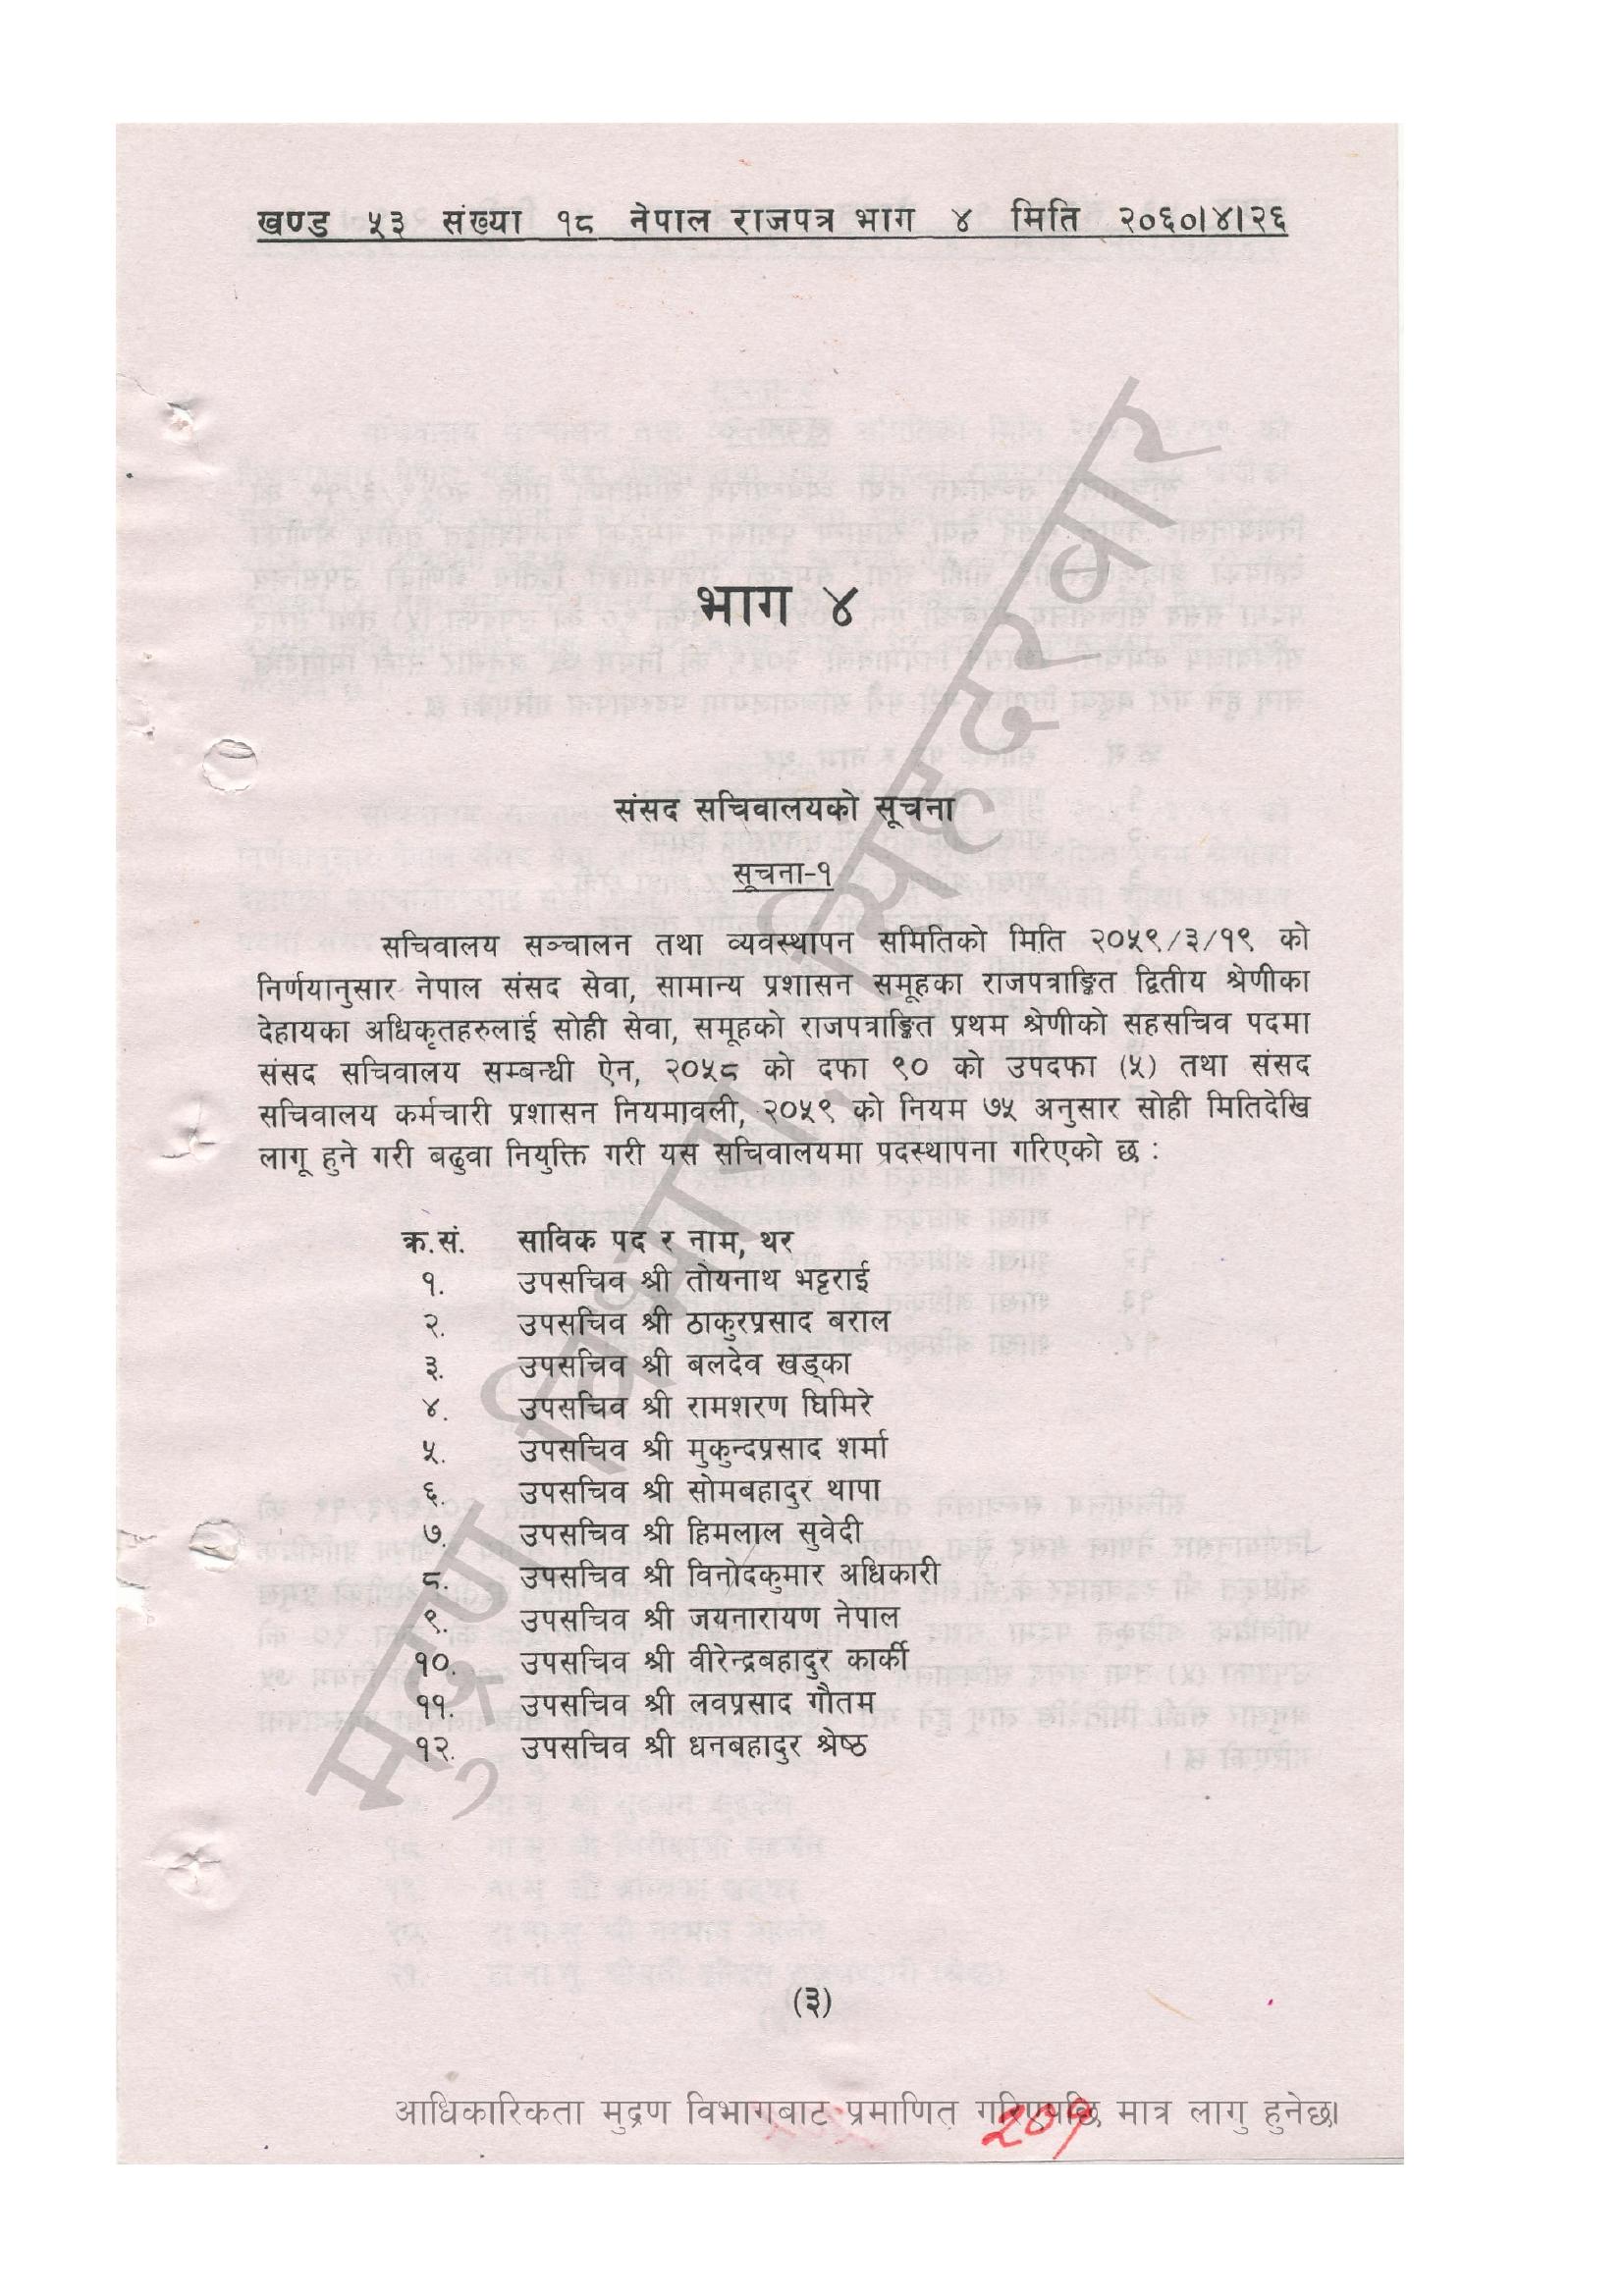 खण्ड ५३ संख्या १८ नेपाल राजपत्र भाग ४ मिति २०६०।४।२६
भाग ४
संसद सचिवालयको सूचना
सूचना-१
सचिवालय सञ्चालन तथा व्यवस्थापन समितिको मिति २०५९/३/१९ को
निर्णयानुसार नेपाल संसद सेवा, सामान्य प्रशासन समूहका राजपत्राङ्कित द्वितीय श्रेणीका
देहायका अधिकृतहरुलाई सोही सेवा, समूहको राजपत्राङ्कित प्रथम श्रेणीको सहसचिव पदमा
संसद सचिवालय सम्बन्धी ऐन, २०५८ को दफा ९० को उपदफा (५) तथा संसद
सचिवालय कर्मचारी प्रशासन नियमावली, २०५९ को नियम ७५ अनुसार सोही मितिदेखि
लागू हुने गरी बढुवा नियुक्ति गरी यस सचिवालयमा पदस्थापना गरिएको छ :
क्र.सं. साविक पद र नाम, थर
१. उपसचिव श्री तोयनाथ भट्टराई
२. उपसचिव श्री ठाकुरप्रसाद बराल
३. उपसचिव श्री बलदेव खड्का
४. उपसचिव श्री रामशरण घिमिरे
५. उपसचिव श्री मुकुन्दप्रसाद शर्मा
६. उपसचिव श्री सोमबहादुर थापा
७. उपसचिव श्री हिमलाल सुवेदी
८. उपसचिव श्री विनोदकुमार अधिकारी
९. उपसचिव श्री जयनारायण नेपाल
१०. उपसचिव श्री वीरेन्द्रबहादुर कार्की
११. उपसचिव श्री लवप्रसाद गौतम
१२. उपसचिव श्री धनबहादुर श्रेष्ठ
मुद्रण विभाग, सिंहदरबार
(३)
आधिकारिकता मुद्रण विभागबाट प्रमाणित गरिएपछि मात्र लागु हुनेछ।
२०१